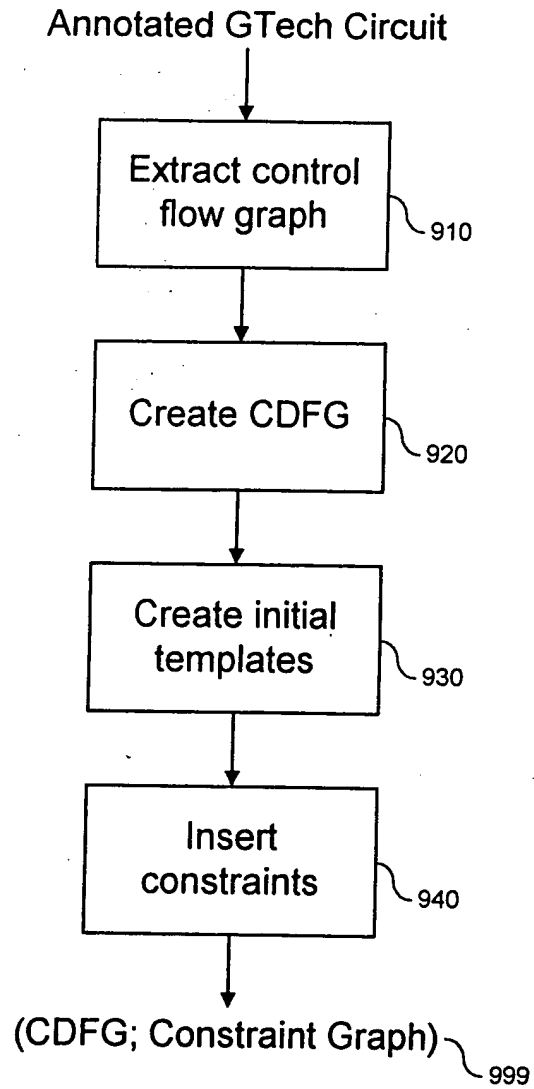 Annotated GTech Circuit
Extract control
flow graph
910
Create CDFG
920
Create initial
templates
930
Insert
constraints
940
(CDFG; Constraint Graph)
999